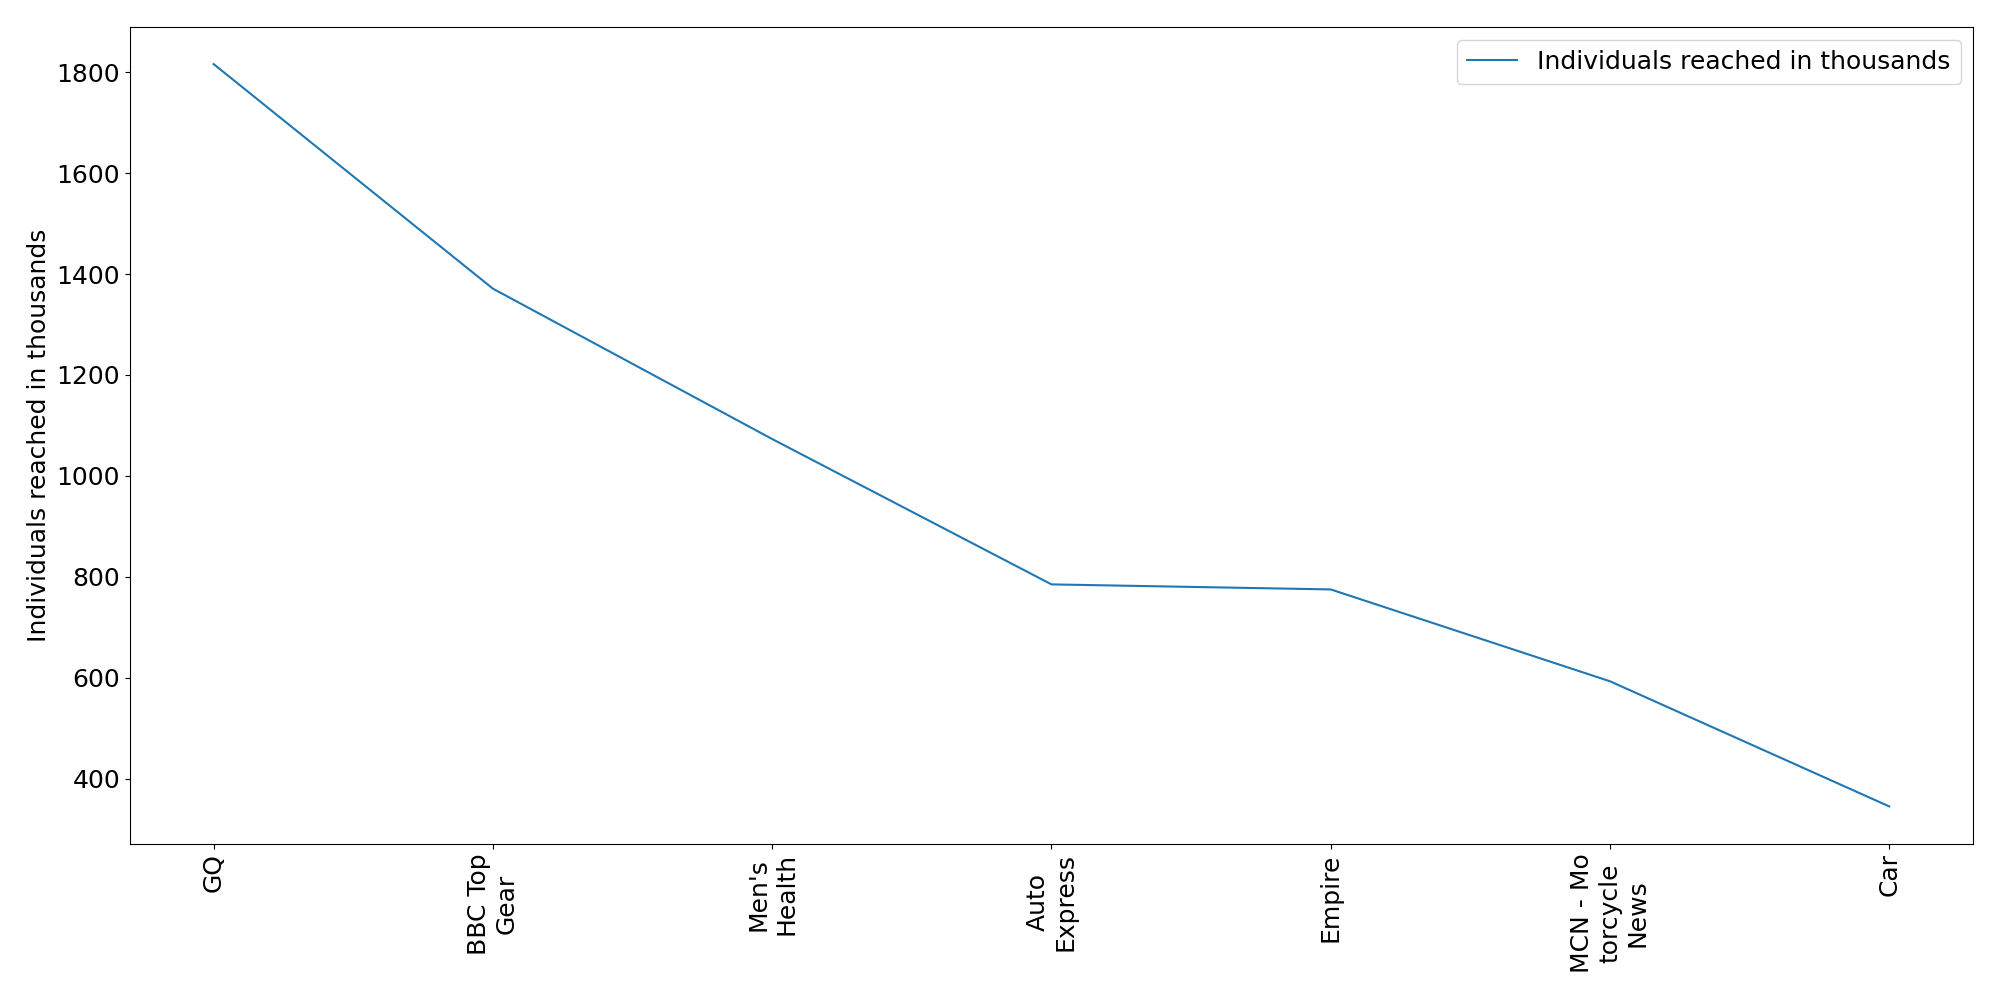 Individuals reached in thousands
1800
1600
1400
1200
1000
800
600
400
Individuals reached in thousands
GQ
BBC Top
Gear
Men's
Health
Auto
Express
Empire
MCN - Mo
torcycle
News
Car